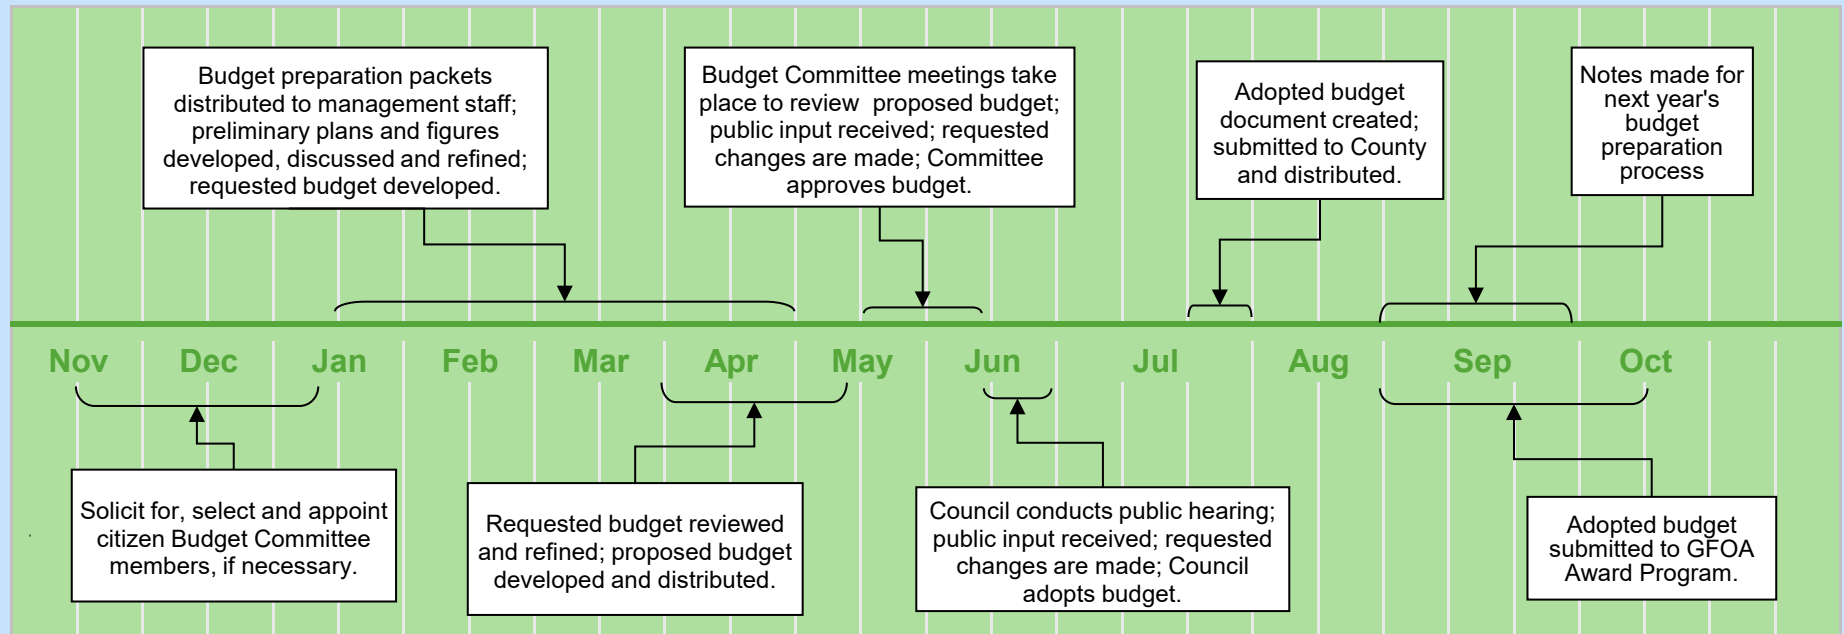 Budget preparation packets
distributed to management staff;
preliminary plans and figures
developed, discussed and refined;
requested budget developed.
Budget Committee meetings take
place to review proposed budget;
public input received; requested
changes are made; Committee
approves budget.
Adopted budget
document created;
submitted to County
and distributed.
Notes made for
next year's
budget
preparation
process
Nov Dec Jan Feb Mar Apr May Jun Jul Aug Sep Oct
Solicit for, select and appoint
citizen Budget Committee
members, if necessary.
Requested budget reviewed
and refined; proposed budget
developed and distributed.
Council conducts public hearing;
public input received; requested
changes are made; Council
adopts budget.
Adopted budget
submitted to GFOA
Award Program.